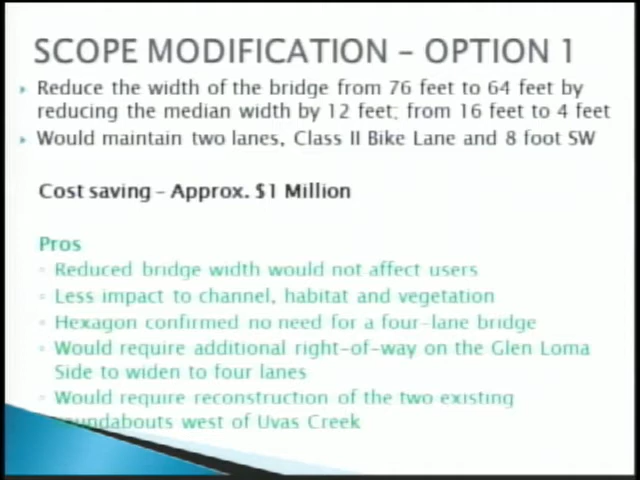 SCOPE MODIFICATION – OPTION 1
Reduce the width of the bridge from 76 feet to 64 feet by
reducing the median width by 12 feet; from 16 feet to 4 feet
Would maintain two lanes, Class II Bike Lane and 8 foot SW
Cost saving – Approx. $1 Million
Pros
Reduced bridge width would not affect users
Less impact to channel, habitat and vegetation
Hexagon confirmed no need for a four-lane bridge
Would require additional right-of-way on the Glen Loma
Side to widen to four lanes
Would require reconstruction of the two existing
roundabouts west of Uvas Creek